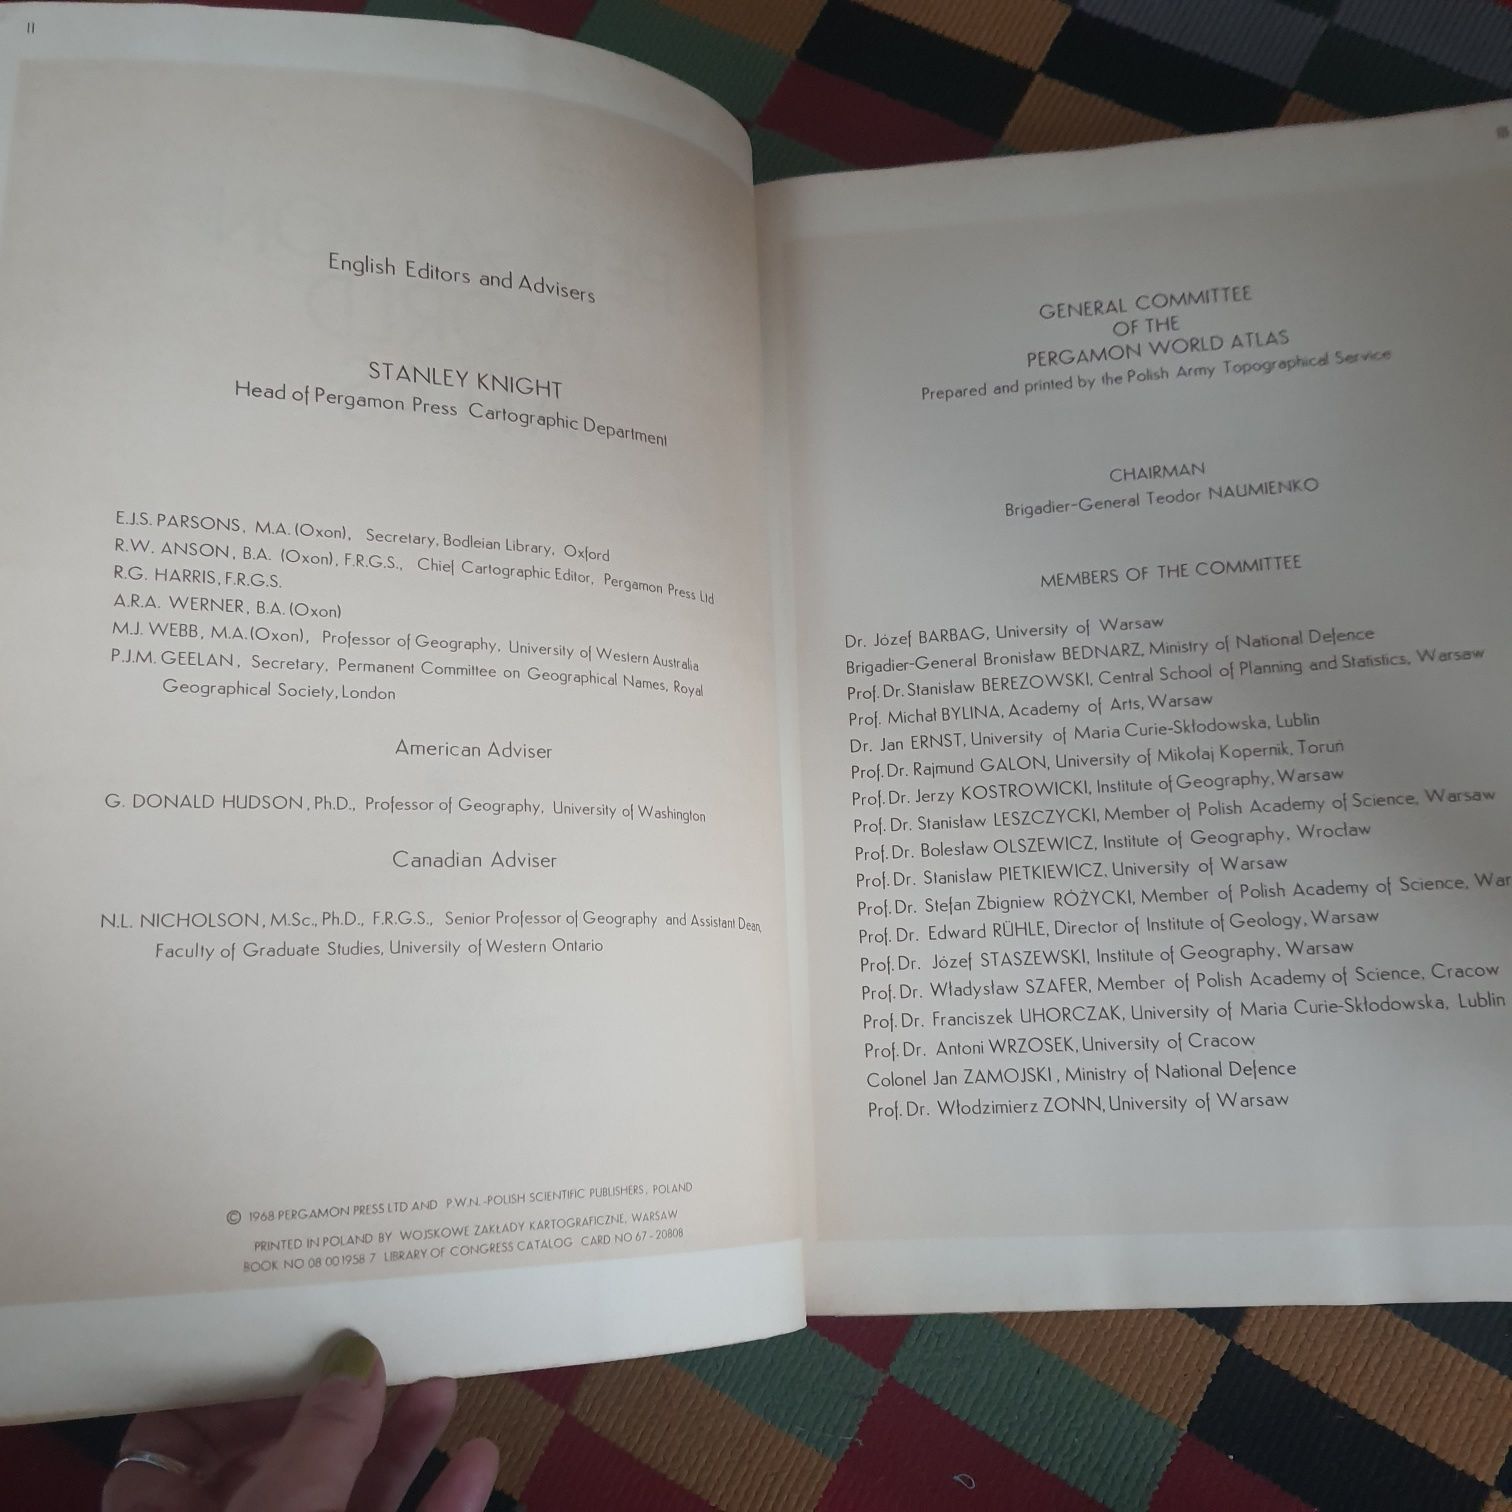 II
English Editors and Advisers
STANLEY KNIGHT
Head of Pergamon Press Cartographic Department
E.J.S. PARSONS, M.A. (Oxon), Secretary, Bodleian Library, Oxford
R.W. ANSON, B.A. (Oxon), F.R.G.S., Chief Cartographic Editor, Pergamon Press Ltd
R.G. HARRIS, F.R.G.S.
A.R.A. WERNER, B.A. (Oxon)
M.J. WEBB, M.A. (Oxon), Professor of Geography, University of Western Australia
P.J.M. GEELAN, Secretary, Permanent Committee on Geographical Names, Royal
Geographical Society, London
American Adviser
G. DONALD HUDSON, Ph.D., Professor of Geography, University of Washington
Canadian Adviser
N.L. NICHOLSON, M.Sc., Ph.D., F.R.G.S., Senior Professor of Geography and Assistant Dean,
Faculty of Graduate Studies, University of Western Ontario
© 1968 PERGAMON PRESS LTD AND P.W.N.-POLISH SCIENTIFIC PUBLISHERS, POLAND
PRINTED IN POLAND BY WOJSKOWE ZAKŁADY KARTOGRAFICZNE, WARSAW
BOOK NO 08 001958 7 LIBRARY OF CONGRESS CATALOG CARD NO 67-20808
III
GENERAL COMMITTEE
OF THE
PERGAMON WORLD ATLAS
Prepared and printed by the Polish Army Topographical Service
CHAIRMAN
Brigadier-General Teodor NAUMIENKO
MEMBERS OF THE COMMITTEE
Dr. Józef BARBAG, University of Warsaw
Brigadier-General Bronisław BEDNARZ, Ministry of National Defence
Prof. Dr. Stanisław BEREZOWSKI, Central School of Planning and Statistics, Warsaw
Prof. Michał BYLINA, Academy of Arts, Warsaw
Dr. Jan ERNST, University of Maria Curie-Skłodowska, Lublin
Prof. Dr. Rajmund GALON, University of Mikołaj Kopernik, Toruń
Prof. Dr. Jerzy KOSTROWICKI, Institute of Geography, Warsaw
Prof. Dr. Stanisław LESZCZYCKI, Member of Polish Academy of Science, Warsaw
Prof. Dr. Bolesław OLSZEWICZ, Institute of Geography, Wrocław
Prof. Dr. Stanisław PIETKIEWICZ, University of Warsaw
Prof. Dr. Stefan Zbigniew RÓŻYCKI, Member of Polish Academy of Science, War
Prof. Dr. Edward RÜHLE, Director of Institute of Geology, Warsaw
Prof. Dr. Józef STASZEWSKI, Institute of Geography, Warsaw
Prof. Dr. Władysław SZAFER, Member of Polish Academy of Science, Cracow
Prof. Dr. Franciszek UHORCZAK, University of Maria Curie-Skłodowska, Lublin
Prof. Dr. Antoni WRZOSEK, University of Cracow
Colonel Jan ZAMOJSKI, Ministry of National Defence
Prof. Dr. Włodzimierz ZONN, University of Warsaw